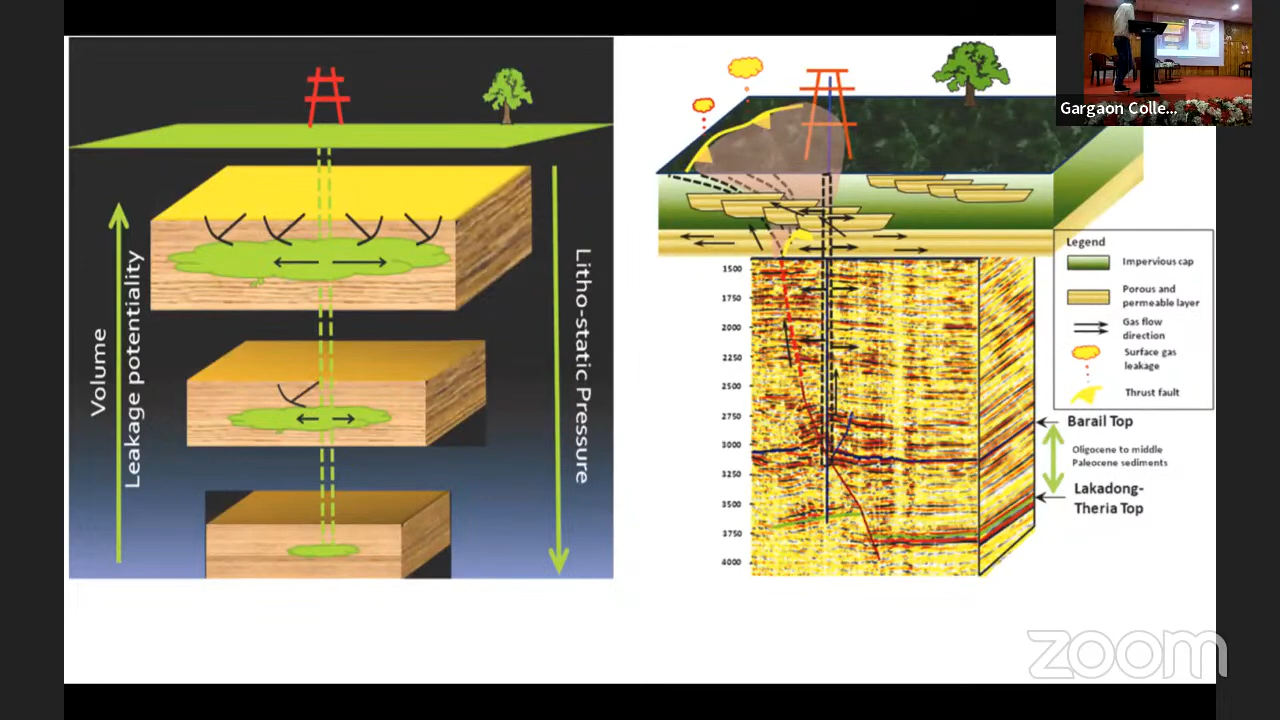 Gargaon Colle...
Volume
Leakage potentiality
Litho-static Pressure
1500
1750
2000
2250
2500
2750
3000
3250
3500
3750
4000
Legend
Impervious cap
Porous and
permeable layer
Gas flow
direction
Surface gas
leakage
Thrust fault
Barail Top
Oligocene to middle
Paleocene sediments
Lakadong-
Theria Top
zoom